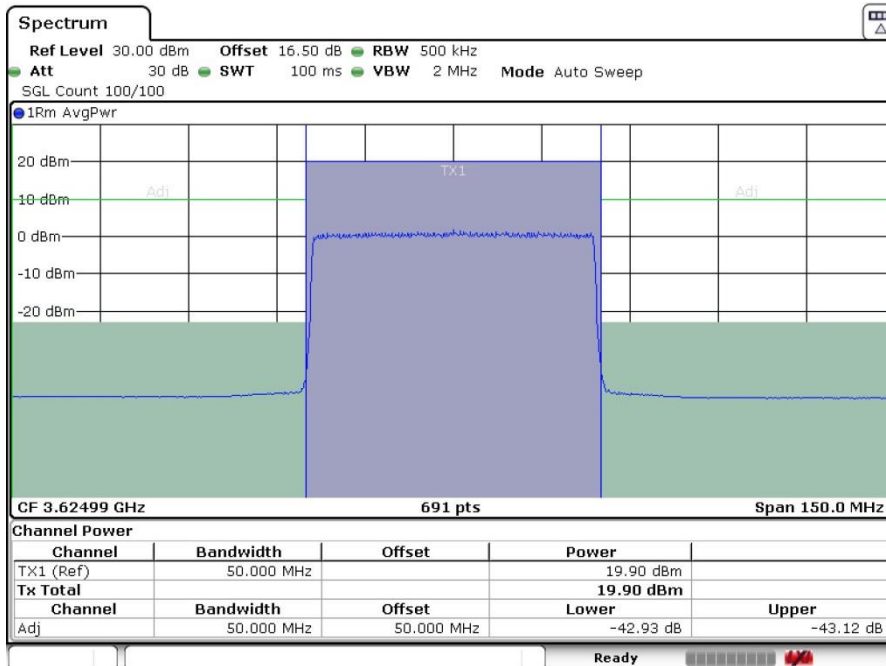 Spectrum
Ref Level 30.00 dBm Offset 16.50 dB RBW 500 kHz
Att 30 dB SWT 100 ms VBW 2 MHz Mode Auto Sweep
SGL Count 100/100
1Rm AvgPwr
20 dBm
TX1
Adj Adj
10 dBm
0 dBm
-10 dBm
-20 dBm
CF 3.62499 GHz 691 pts Span 150.0 MHz
Channel Power
Channel Bandwidth Offset Power
TX1 (Ref) 50.000 MHz 19.90 dBm
Tx Total 19.90 dBm
Channel Bandwidth Offset Lower Upper
Adj 50.000 MHz 50.000 MHz -42.93 dB -43.12 dB
Ready